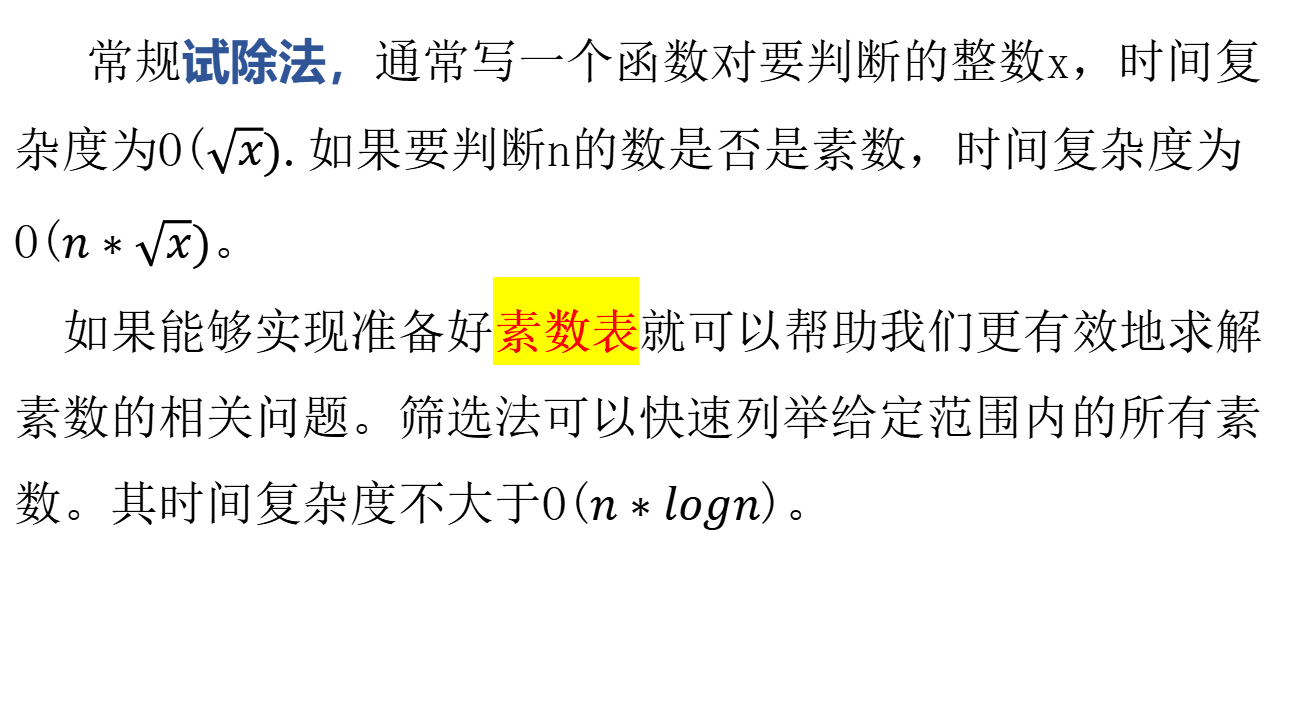 常规试除法，通常写一个函数对要判断的整数x，时间复
杂度为O(√x).如果要判断n的数是否是素数，时间复杂度为
O(n∗√x)。
如果能够实现准备好素数表就可以帮助我们更有效地求解
素数的相关问题。筛选法可以快速列举给定范围内的所有素
数。其时间复杂度不大于O(n∗logn)。